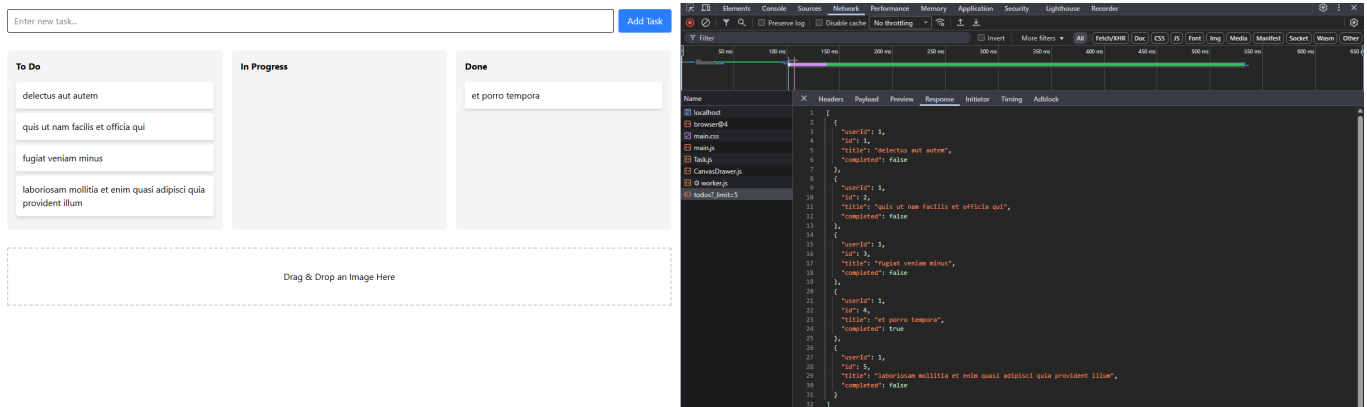 Enter new task...
Add Task
To Do
delectus aut autem
quis ut nam facilis et officia qui
fugiat veniam minus
laboriosam mollitia et enim quasi adipisci quia
provident illum
In Progress
Done
et porro tempora
Drag & Drop an Image Here
Elements Console Sources Network Performance Memory Application Security Lighthouse Recorder
Preserve log Disable cache No throttling
Filter Invert More filters All Fetch/XHR Doc CSS JS Font Img Media Manifest Socket Wasm Other
50 ms 100 ms 150 ms 200 ms 250 ms 300 ms 350 ms 400 ms 450 ms 500 ms 550 ms 600 ms 650
Name
localhost
browser@4
main.css
main.js
Task.js
CanvasDrawer.js
worker.js
todos?_limit=5
Headers Payload Preview Response Initiator Timing Adblock
1 [
2 {
3 "userId": 1,
4 "id": 1,
5 "title": "delectus aut autem",
6 "completed": false
7 },
8 {
9 "userId": 1,
10 "id": 2,
11 "title": "quis ut nam facilis et officia qui",
12 "completed": false
13 },
14 {
15 "userId": 1,
16 "id": 3,
17 "title": "fugiat veniam minus",
18 "completed": false
19 },
20 {
21 "userId": 1,
22 "id": 4,
23 "title": "et porro tempora",
24 "completed": true
25 },
26 {
27 "userId": 1,
28 "id": 5,
29 "title": "laboriosam mollitia et enim quasi adipisci quia provident illum",
30 "completed": false
31 }
32 ]